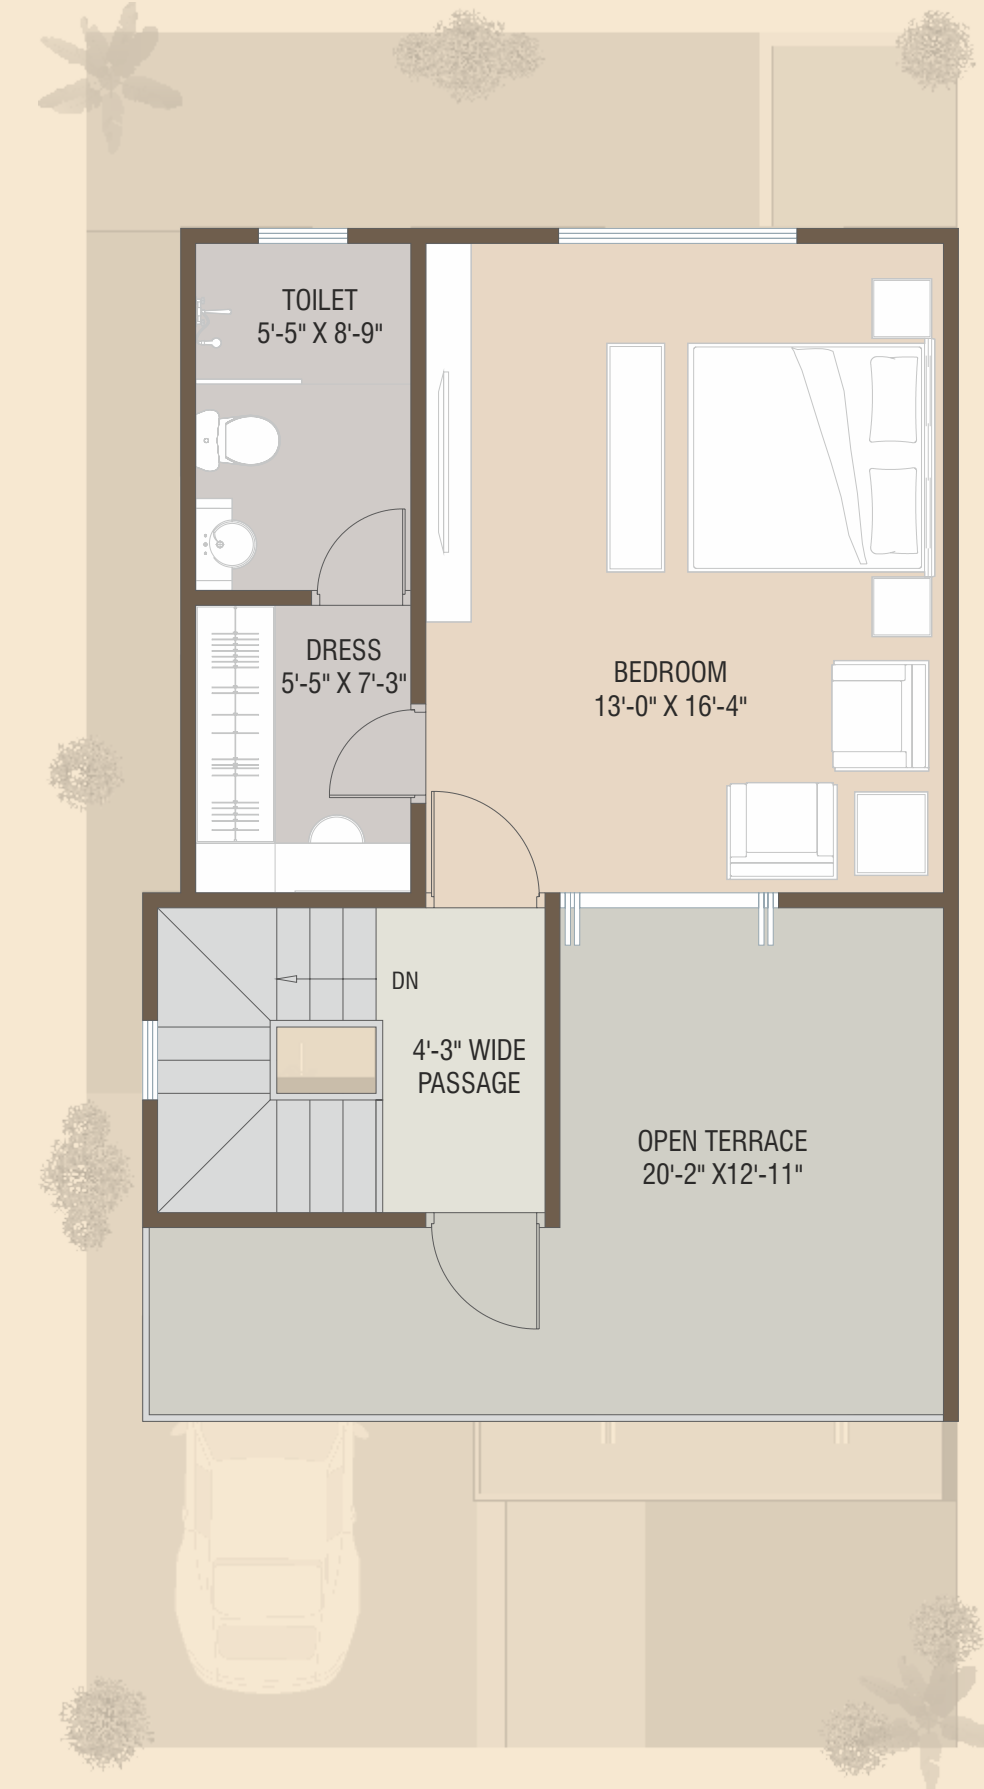 TOILET
5'-5" X 8'-9"
DRESS
5'-5" X 7'-3"
BEDROOM
13'-0" X 16'-4"
DN
4'-3" WIDE
PASSAGE
OPEN TERRACE
20'-2" X12'-11"